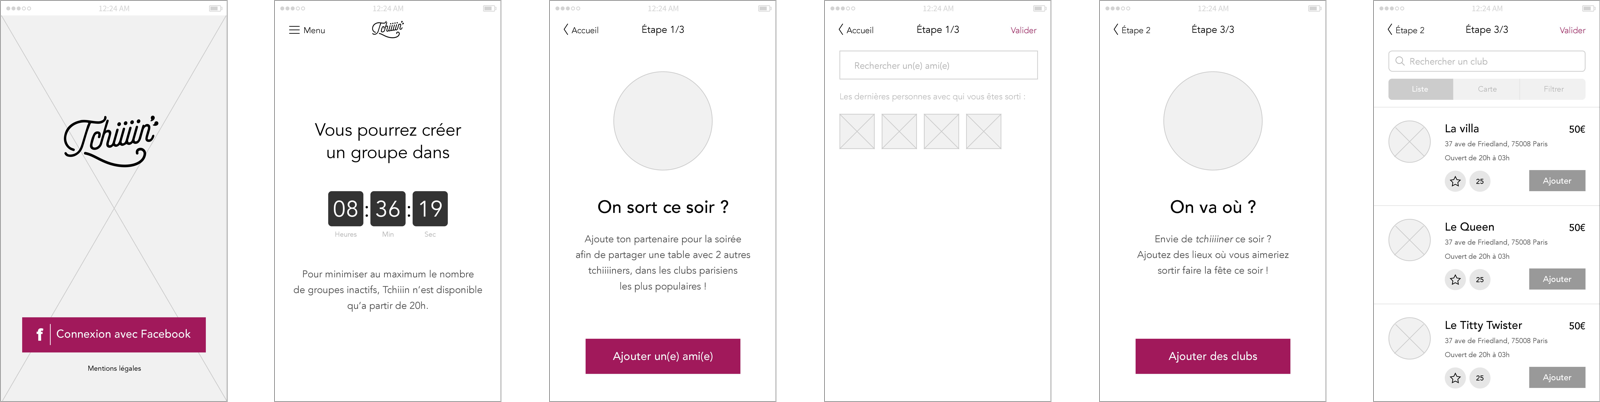 12:24 AM
Tchiiiin'
f Connexion avec Facebook
Mentions légales
12:24 AM
Menu
Tchiiiin'
Vous pourrez créer
un groupe dans
08:36:19
Heures Min Sec
Pour minimiser au maximum le nombre
de groupes inactifs, Tchiiin n'est disponible
qu'a partir de 20h.
12:24 AM
Accueil Étape 1/3
On sort ce soir ?
Ajoute ton partenaire pour la soirée
afin de partager une table avec 2 autres
tchiiiiners, dans les clubs parisiens
les plus populaires !
Ajouter un(e) ami(e)
12:24 AM
Accueil Étape 1/3 Valider
Rechercher un(e) ami(e)
Les dernières personnes avec qui vous êtes sorti :
12:24 AM
Étape 2 Étape 3/3
On va où ?
Envie de tchiiiiner ce soir ?
Ajoutez des lieux où vous aimeriez
sortir faire la fête ce soir !
Ajouter des clubs
12:24 AM
Étape 2 Étape 3/3 Valider
Rechercher un club
Liste Carte Filtrer
La villa 50€
37 ave de Friedland, 75008 Paris
Ouvert de 20h à 03h
25 Ajouter
Le Queen 50€
37 ave de Friedland, 75008 Paris
Ouvert de 20h à 03h
25 Ajouter
Le Titty Twister 50€
37 ave de Friedland, 75008 Paris
Ouvert de 20h à 03h
25 Ajouter